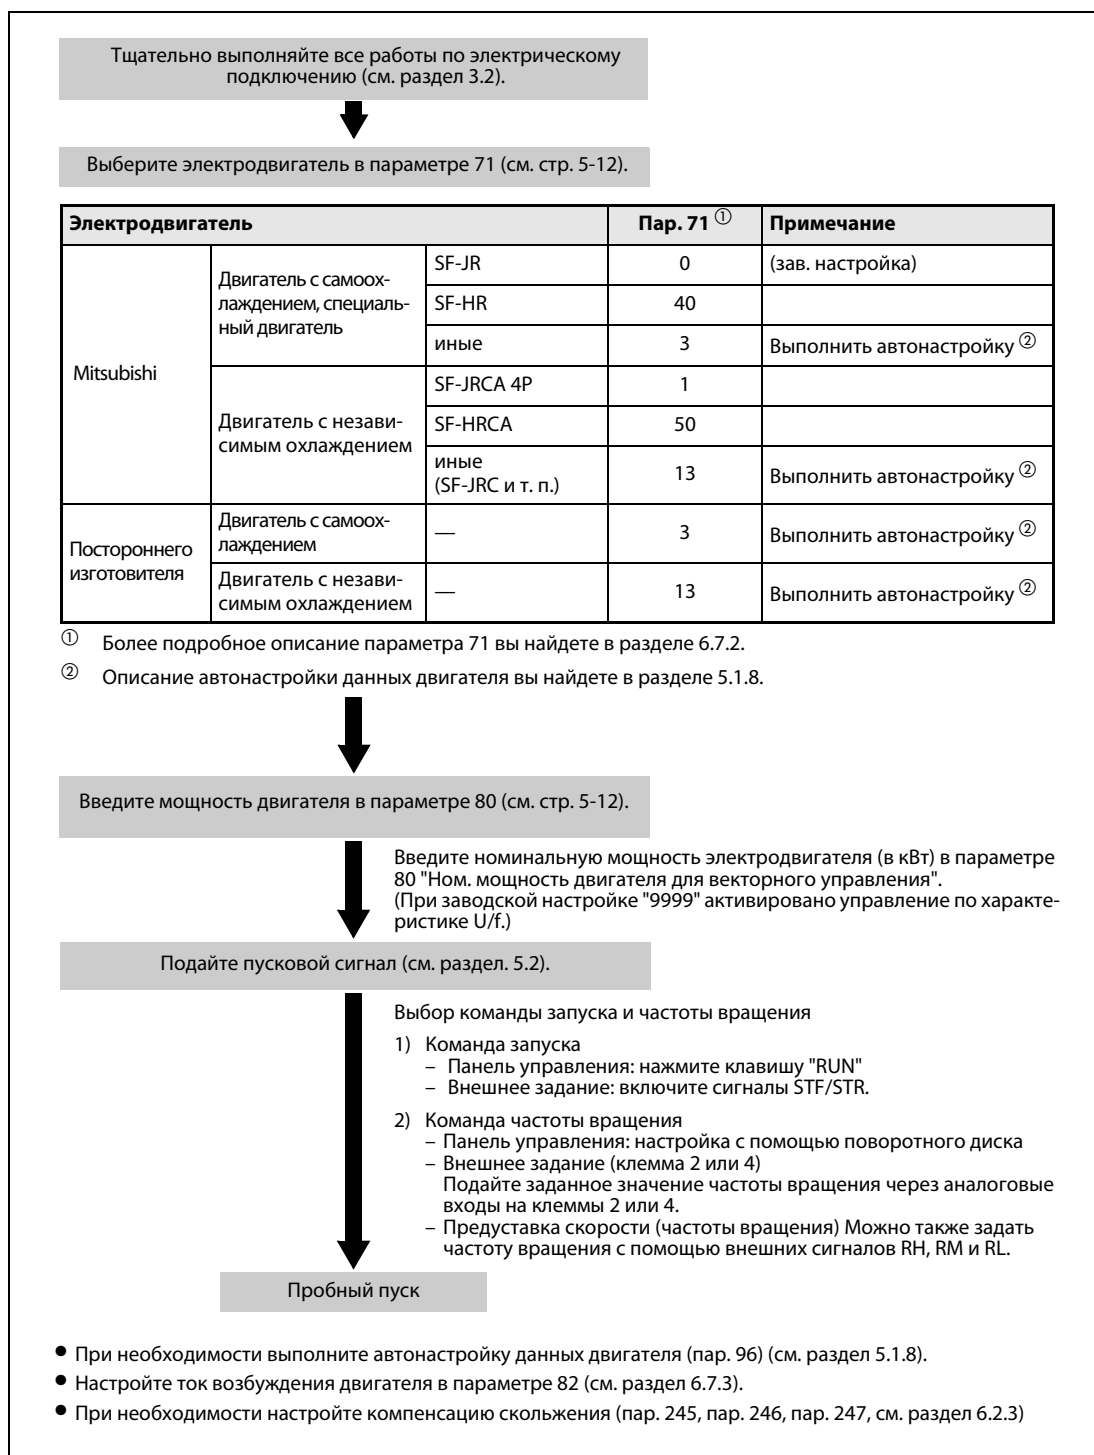 Тщательно выполняйте все работы по электрическому
подключению (см. раздел 3.2).
Выберите электродвигатель в параметре 71 (см. стр. 5-12).
Электродвигатель Пар. 71 ① Примечание
Mitsubishi
Двигатель с самоох-
лаждением, специаль-
ный двигатель
SF-JR 0 (зав. настройка)
SF-HR 40
иные 3 Выполнить автонастройку ②
Двигатель с незави-
симым охлаждением
SF-JRCA 4P 1
SF-HRCA 50
иные
(SF-JRC и т. п.) 13 Выполнить автонастройку ②
Постороннего
изготовителя
Двигатель с самоох-
лаждением
— 3 Выполнить автонастройку ②
Двигатель с незави-
симым охлаждением
— 13 Выполнить автонастройку ②
① Более подробное описание параметра 71 вы найдете в разделе 6.7.2.
② Описание автонастройки данных двигателя вы найдете в разделе 5.1.8.
Введите мощность двигателя в параметре 80 (см. стр. 5-12).
Введите номинальную мощность электродвигателя (в кВт) в параметре
80 "Ном. мощность двигателя для векторного управления".
(При заводской настройке "9999" активировано управление по характе-
ристике U/f.)
Подайте пусковой сигнал (см. раздел. 5.2).
Выбор команды запуска и частоты вращения
1) Команда запуска
– Панель управления: нажмите клавишу "RUN"
– Внешнее задание: включите сигналы STF/STR.
2) Команда частоты вращения
– Панель управления: настройка с помощью поворотного диска
– Внешнее задание (клемма 2 или 4)
Подайте заданное значение частоты вращения через аналоговые
входы на клеммы 2 или 4.
– Предуставка скорости (частоты вращения) Можно также задать
частоту вращения с помощью внешних сигналов RH, RM и RL.
Пробный пуск
● При необходимости выполните автонастройку данных двигателя (пар. 96) (см. раздел 5.1.8).
● Настройте ток возбуждения двигателя в параметре 82 (см. раздел 6.7.3).
● При необходимости настройте компенсацию скольжения (пар. 245, пар. 246, пар. 247, см. раздел 6.2.3)